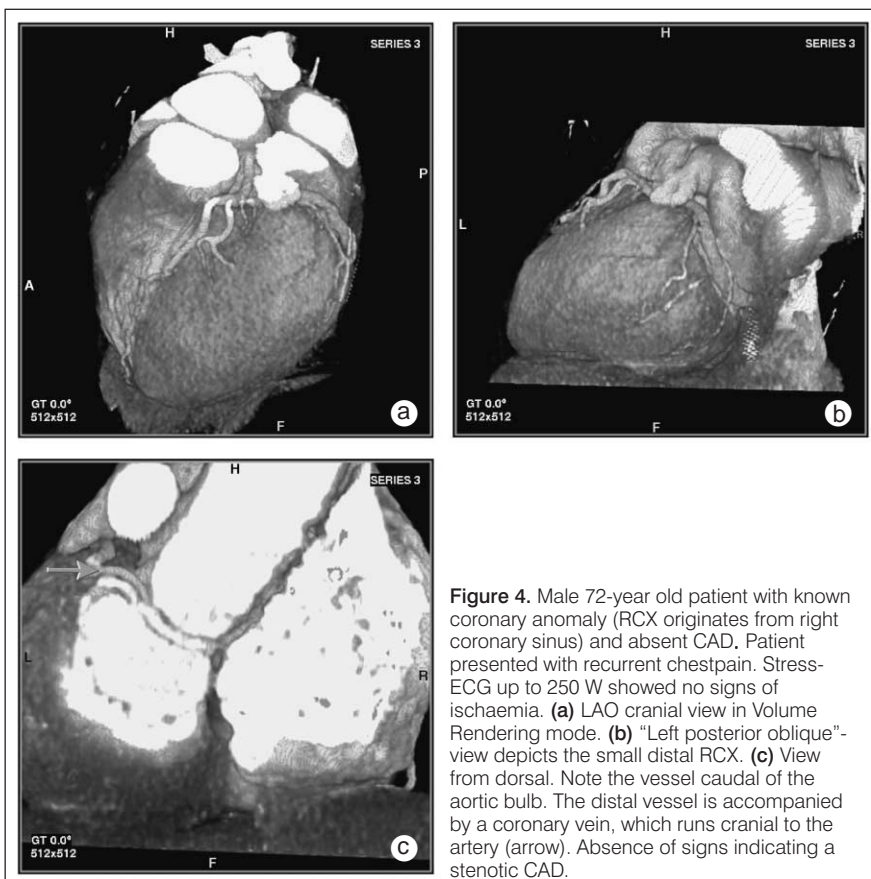 H
SERIES 3
P
A
GT 0.0°
512x512
F
a
H
SERIES 3
L
R
GT 0.0°
512x512
F
b
H
SERIES 3
L
R
GT 0.0°
512x512
F
c
Figure 4. Male 72-year old patient with known
coronary anomaly (RCX originates from right
coronary sinus) and absent CAD. Patient
presented with recurrent chestpain. Stress-
ECG up to 250 W showed no signs of
ischaemia. (a) LAO cranial view in Volume
Rendering mode. (b) “Left posterior oblique”-
view depicts the small distal RCX. (c) View
from dorsal. Note the vessel caudal of the
aortic bulb. The distal vessel is accompanied
by a coronary vein, which runs cranial to the
artery (arrow). Absence of signs indicating a
stenotic CAD.